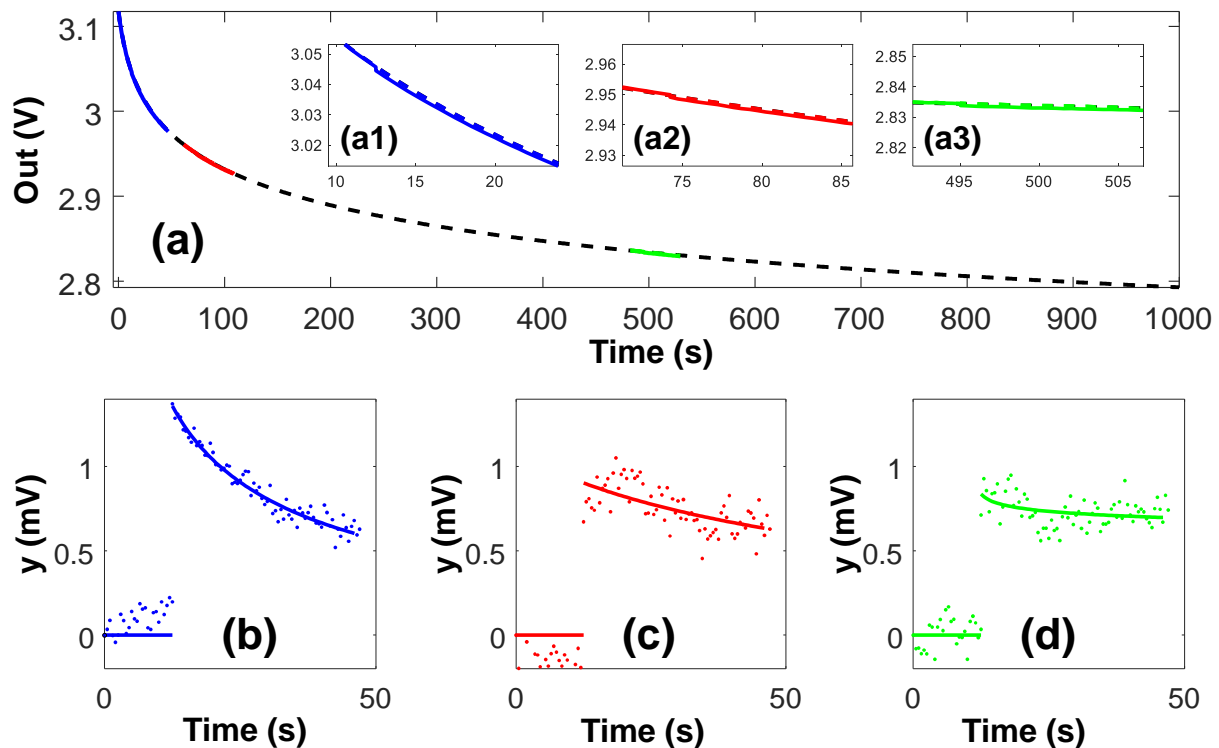 Out (V)
3.1
3
2.9
2.8
(a)
3.05
3.04
3.03
3.02
(a1)
10 15 20
2.96
2.95
2.94
2.93
(a2)
75 80 85
2.85
2.84
2.83
2.82
(a3)
495 500 505
0 100 200 300 400 500 600 700 800 900 1000
Time (s)
y (mV)
1
0.5
0
(b)
0 50
Time (s)
y (mV)
1
0.5
0
(c)
0 50
Time (s)
y (mV)
1
0.5
0
(d)
0 50
Time (s)